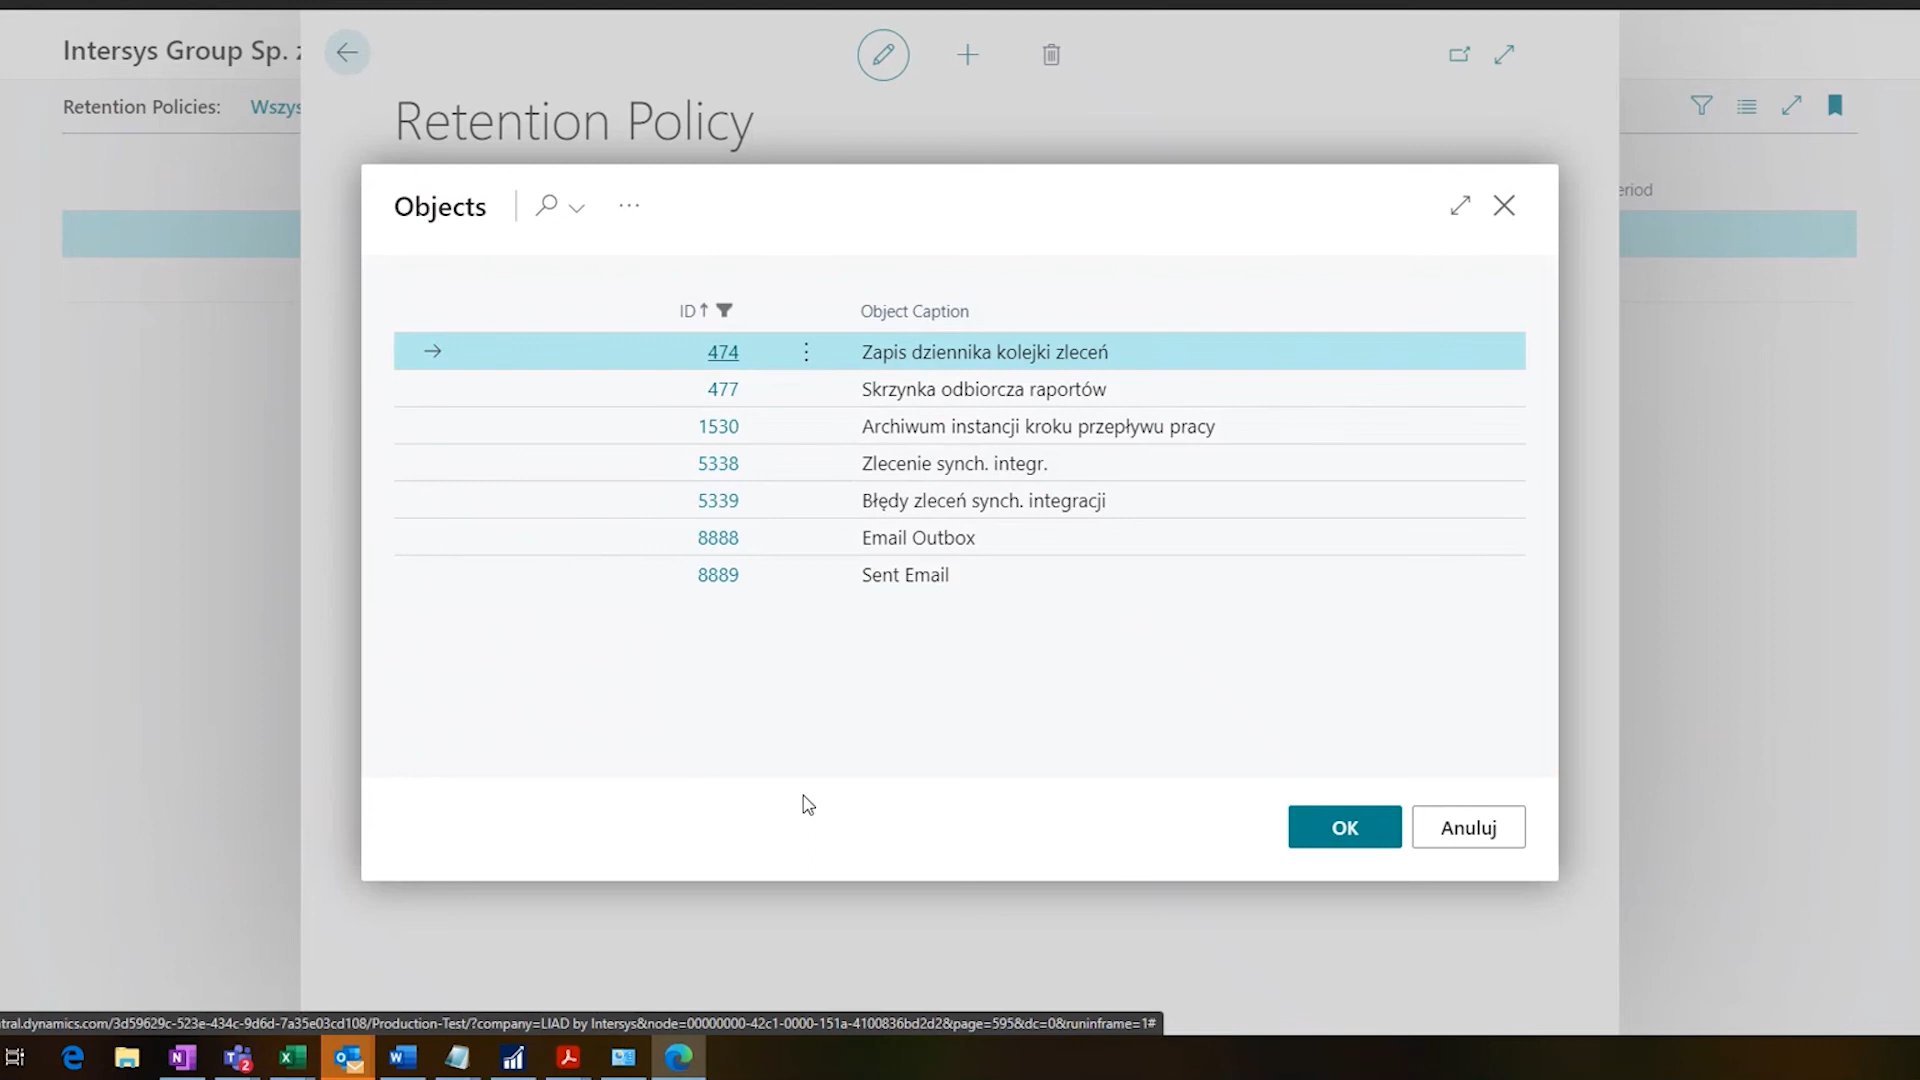 Intersys Group Sp. z
Retention Policies: Wszys
Retention Policy
eriod
Objects
ID Object Caption
474 Zapis dziennika kolejki zleceń
477 Skrzynka odbiorcza raportów
1530 Archiwum instancji kroku przepływu pracy
5338 Zlecenie synch. integr.
5339 Błędy zleceń synch. integracji
8888 Email Outbox
8889 Sent Email
OK Anuluj
tral.dynamics.com/3d59629c-523e-434c-9d6d-7a35e03cd108/Production-Test/?company=LIAD by Intersys&node=00000000-42c1-0000-151a-4100836bd2d2&page=595&dc=0&runinframe=1#
2